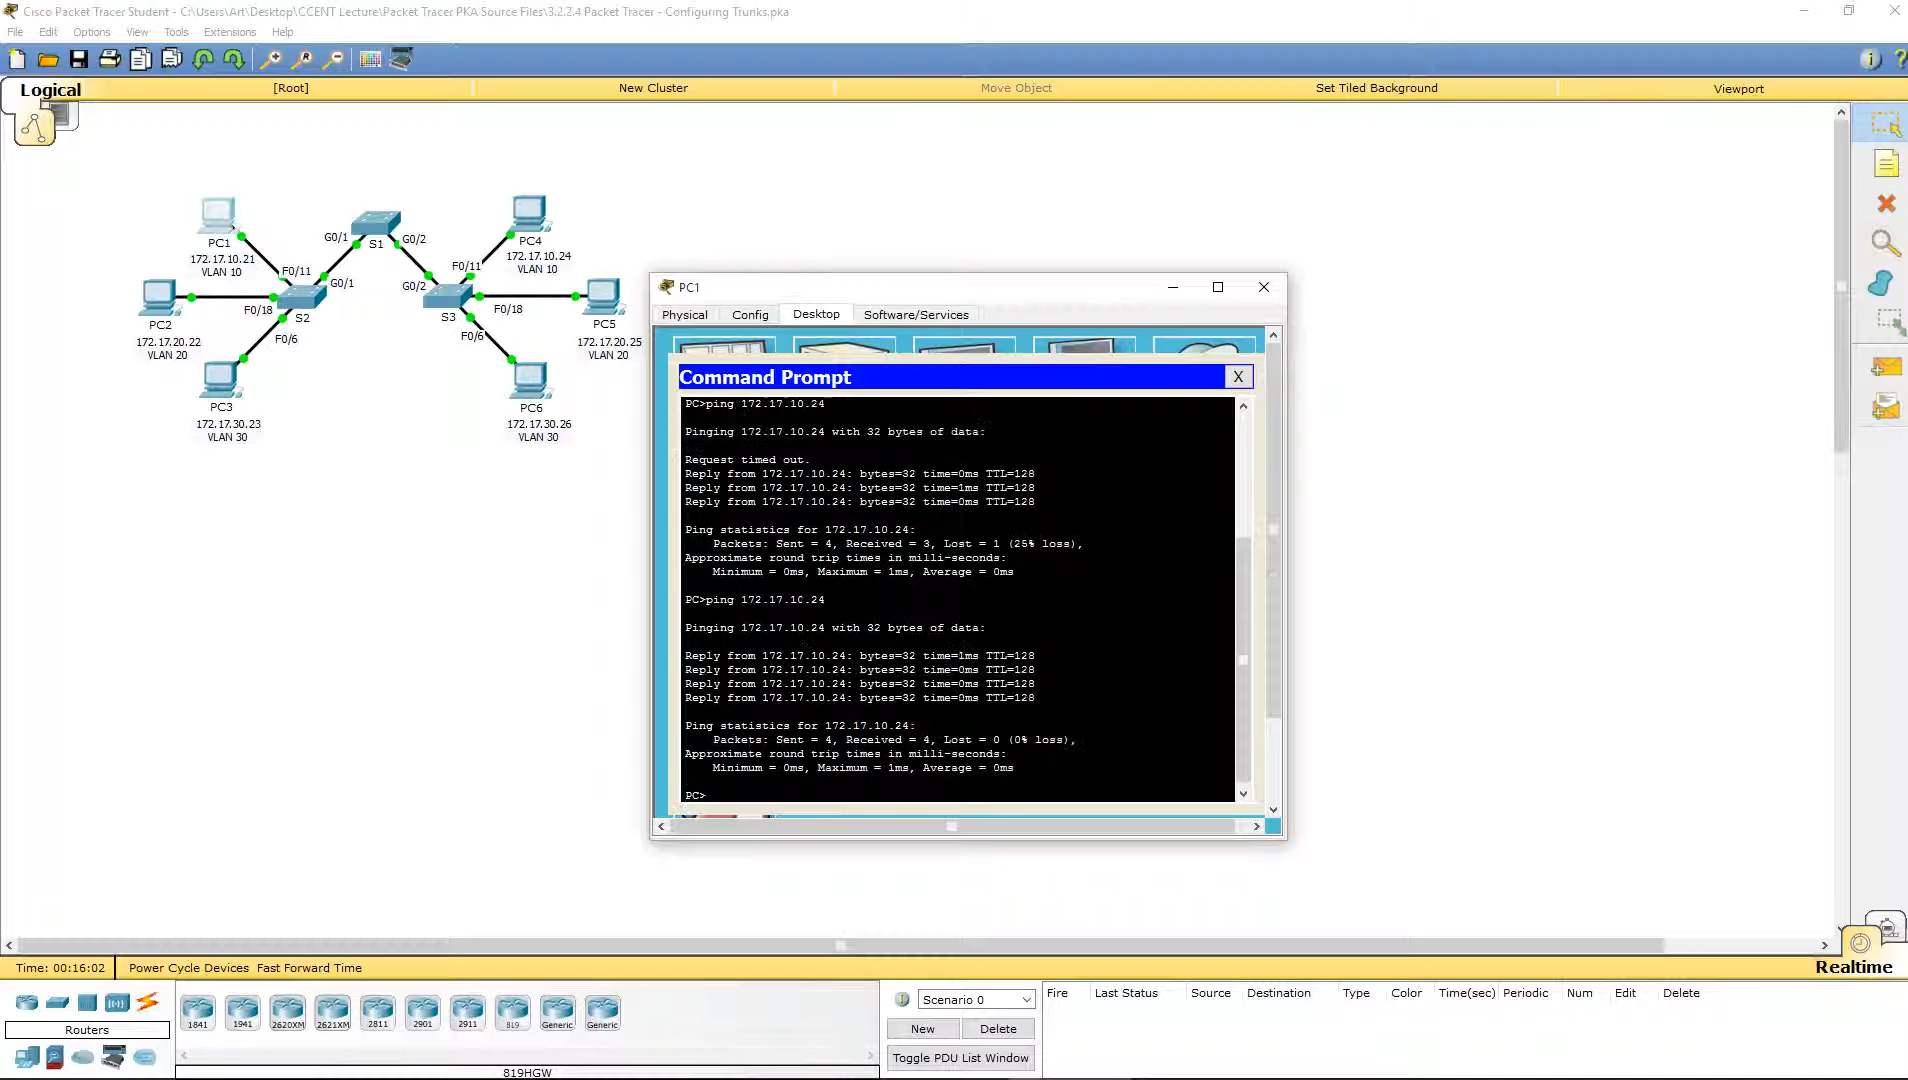 Cisco Packet Tracer Student - C:\Users\Art\Desktop\CCENT Lecture\Packet Tracer PKA Source Files\3.2.2.4 Packet Tracer - Configuring Trunks.pka
File Edit Options View Tools Extensions Help
Logical [Root] New Cluster Move Object Set Tiled Background Viewport
PC1
172.17.10.21
VLAN 10
PC2
172.17.20.22
VLAN 20
PC3
172.17.30.23
VLAN 30
F0/11
F0/18
F0/6
S2
G0/1
G0/1
S1
G0/2
G0/2
S3
F0/11
F0/18
F0/6
PC4
172.17.10.24
VLAN 10
PC5
172.17.20.25
VLAN 20
PC6
172.17.30.26
VLAN 30
PC1
Physical Config Desktop Software/Services
Command Prompt X
PC>ping 172.17.10.24
Pinging 172.17.10.24 with 32 bytes of data:
Request timed out.
Reply from 172.17.10.24: bytes=32 time=0ms TTL=128
Reply from 172.17.10.24: bytes=32 time=1ms TTL=128
Reply from 172.17.10.24: bytes=32 time=0ms TTL=128
Ping statistics for 172.17.10.24:
Packets: Sent = 4, Received = 3, Lost = 1 (25% loss),
Approximate round trip times in milli-seconds:
Minimum = 0ms, Maximum = 1ms, Average = 0ms
PC>ping 172.17.10.24
Pinging 172.17.10.24 with 32 bytes of data:
Reply from 172.17.10.24: bytes=32 time=1ms TTL=128
Reply from 172.17.10.24: bytes=32 time=0ms TTL=128
Reply from 172.17.10.24: bytes=32 time=0ms TTL=128
Reply from 172.17.10.24: bytes=32 time=0ms TTL=128
Ping statistics for 172.17.10.24:
Packets: Sent = 4, Received = 4, Lost = 0 (0% loss),
Approximate round trip times in milli-seconds:
Minimum = 0ms, Maximum = 1ms, Average = 0ms
PC>
Time: 00:16:02 Power Cycle Devices Fast Forward Time Realtime
Routers
1841 1941 2620XM 2621XM 2811 2901 2911 819 Generic Generic
819HGW
Scenario 0
New Delete
Toggle PDU List Window
Fire Last Status Source Destination Type Color Time(sec) Periodic Num Edit Delete